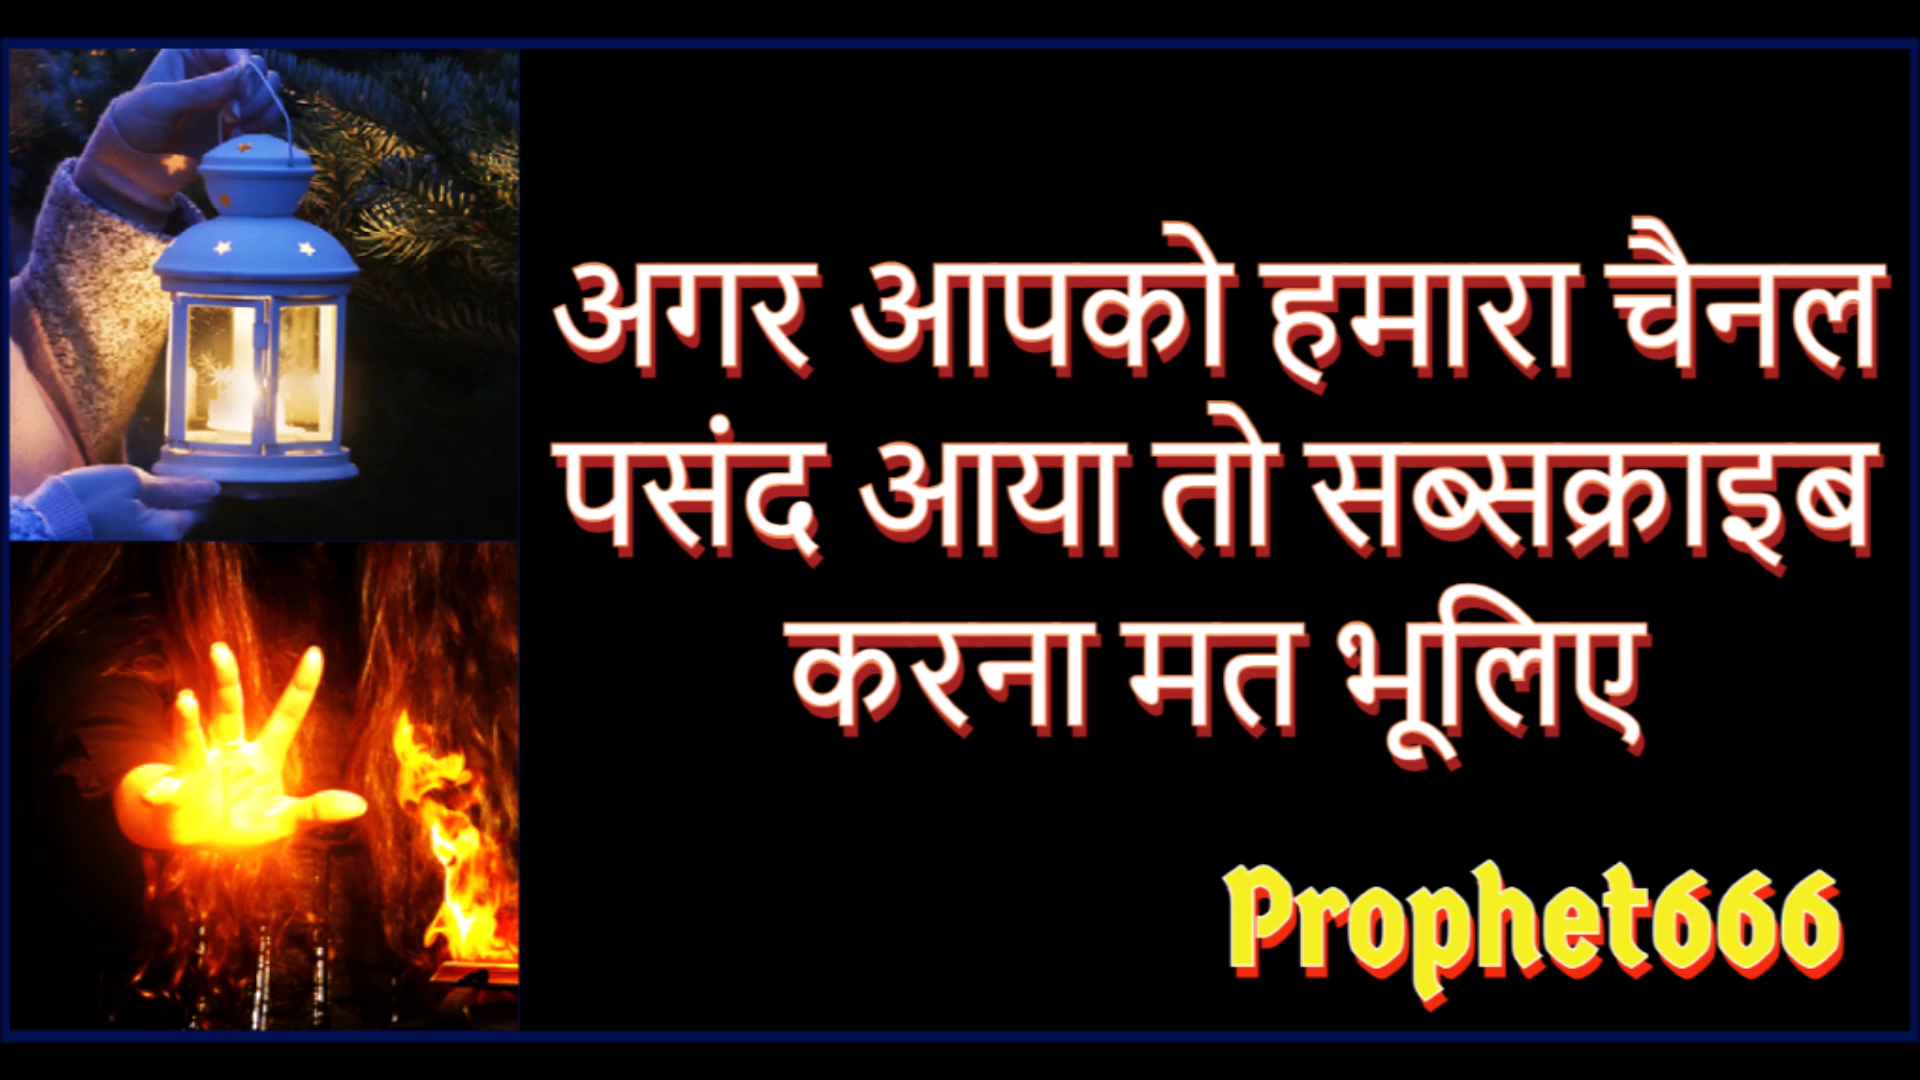 अगर आपको हमारा चैनल
पसंद आया तो सब्सक्राइब
करना मत भूलिए
Prophet666